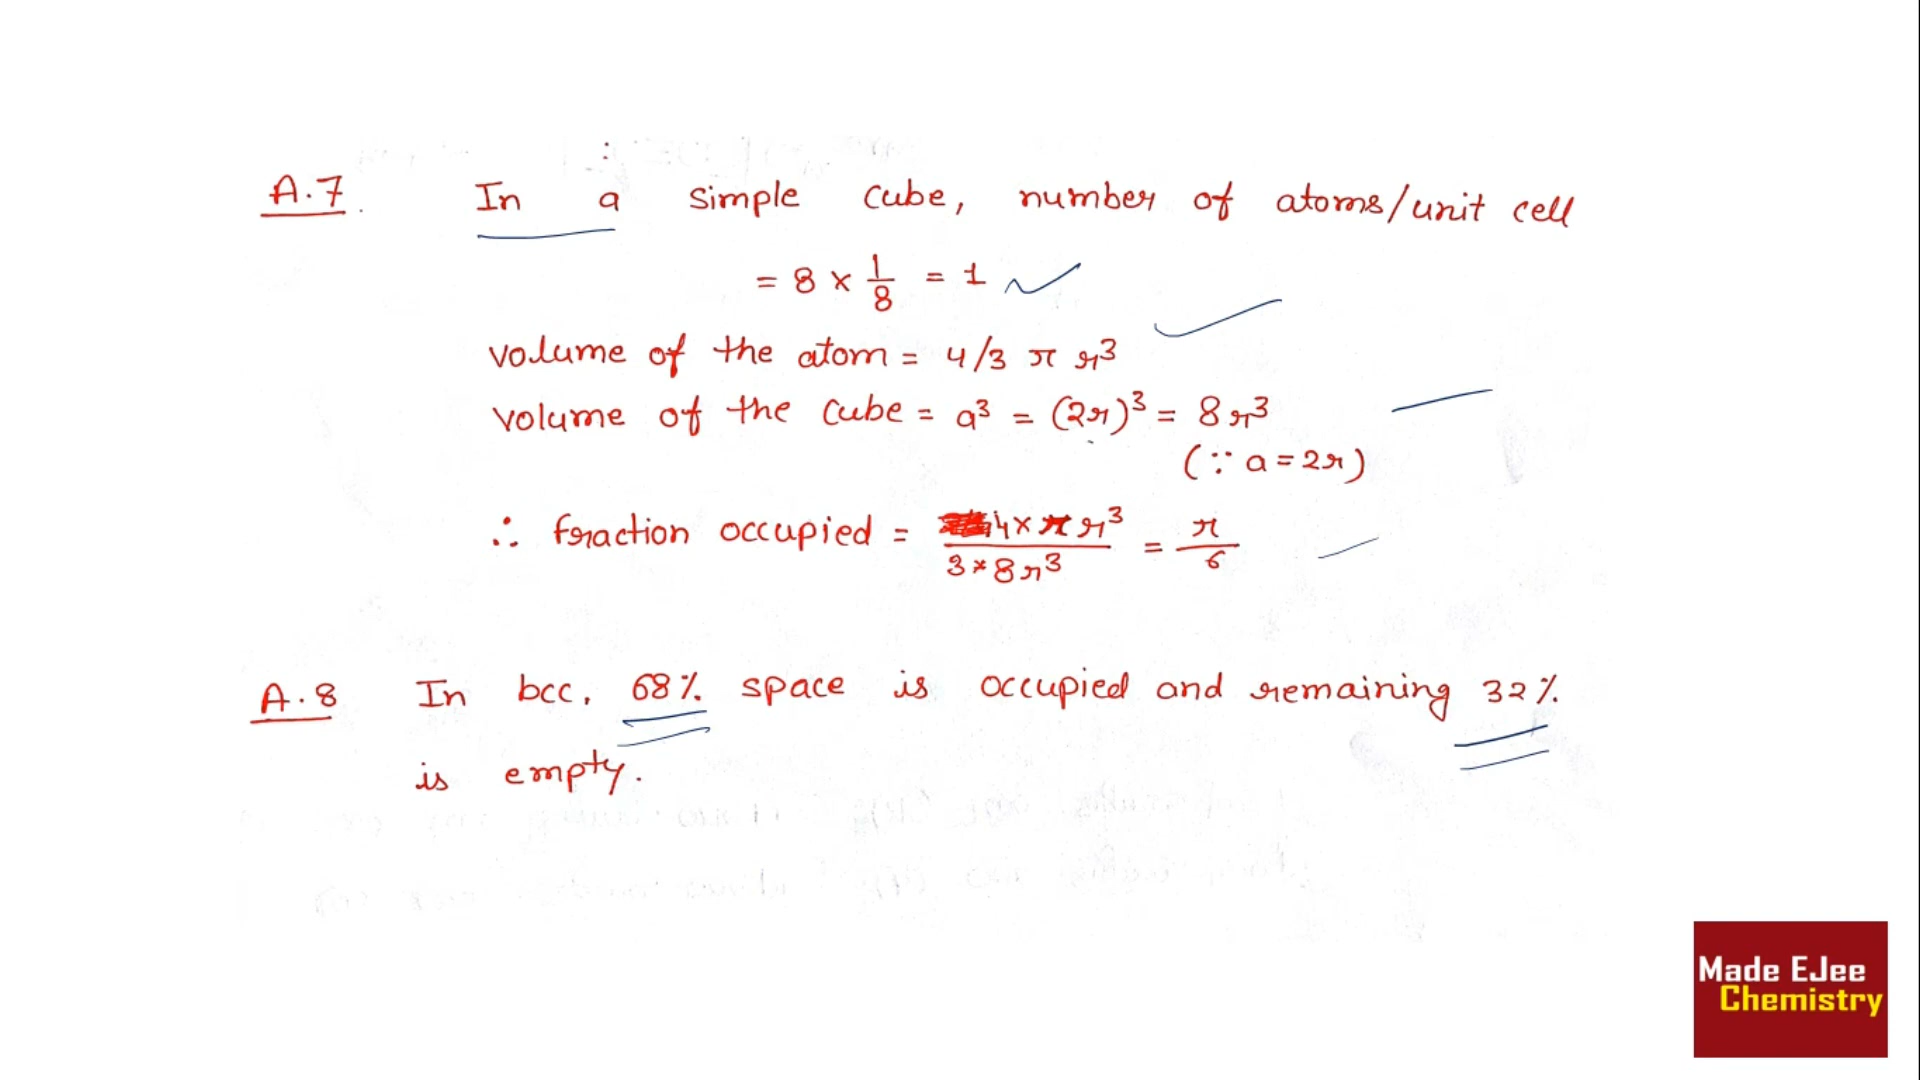 A.7. In a simple cube, number of atoms/unit cell
= 8 × 1/8 = 1
volume of the atom = 4/3 π r³
volume of the cube = a³ = (2r)³ = 8r³
(∵ a = 2r)
∴ fraction occupied = 4×π r³ / 3×8r³ = π/6
A.8 In bcc, 68% space is occupied and remaining 32%
is empty.
Made EJee
Chemistry